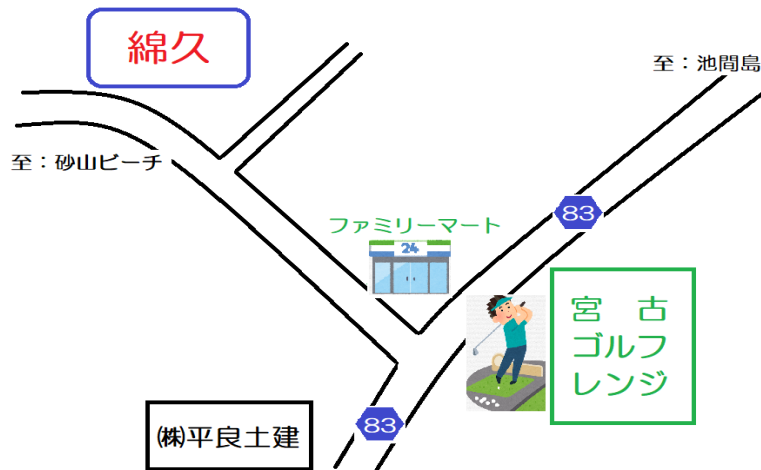 綿久
至：池間島
至：砂山ビーチ
83
ファミリーマート
24
宮　古
ゴルフ
レンジ
83
㈱平良土建